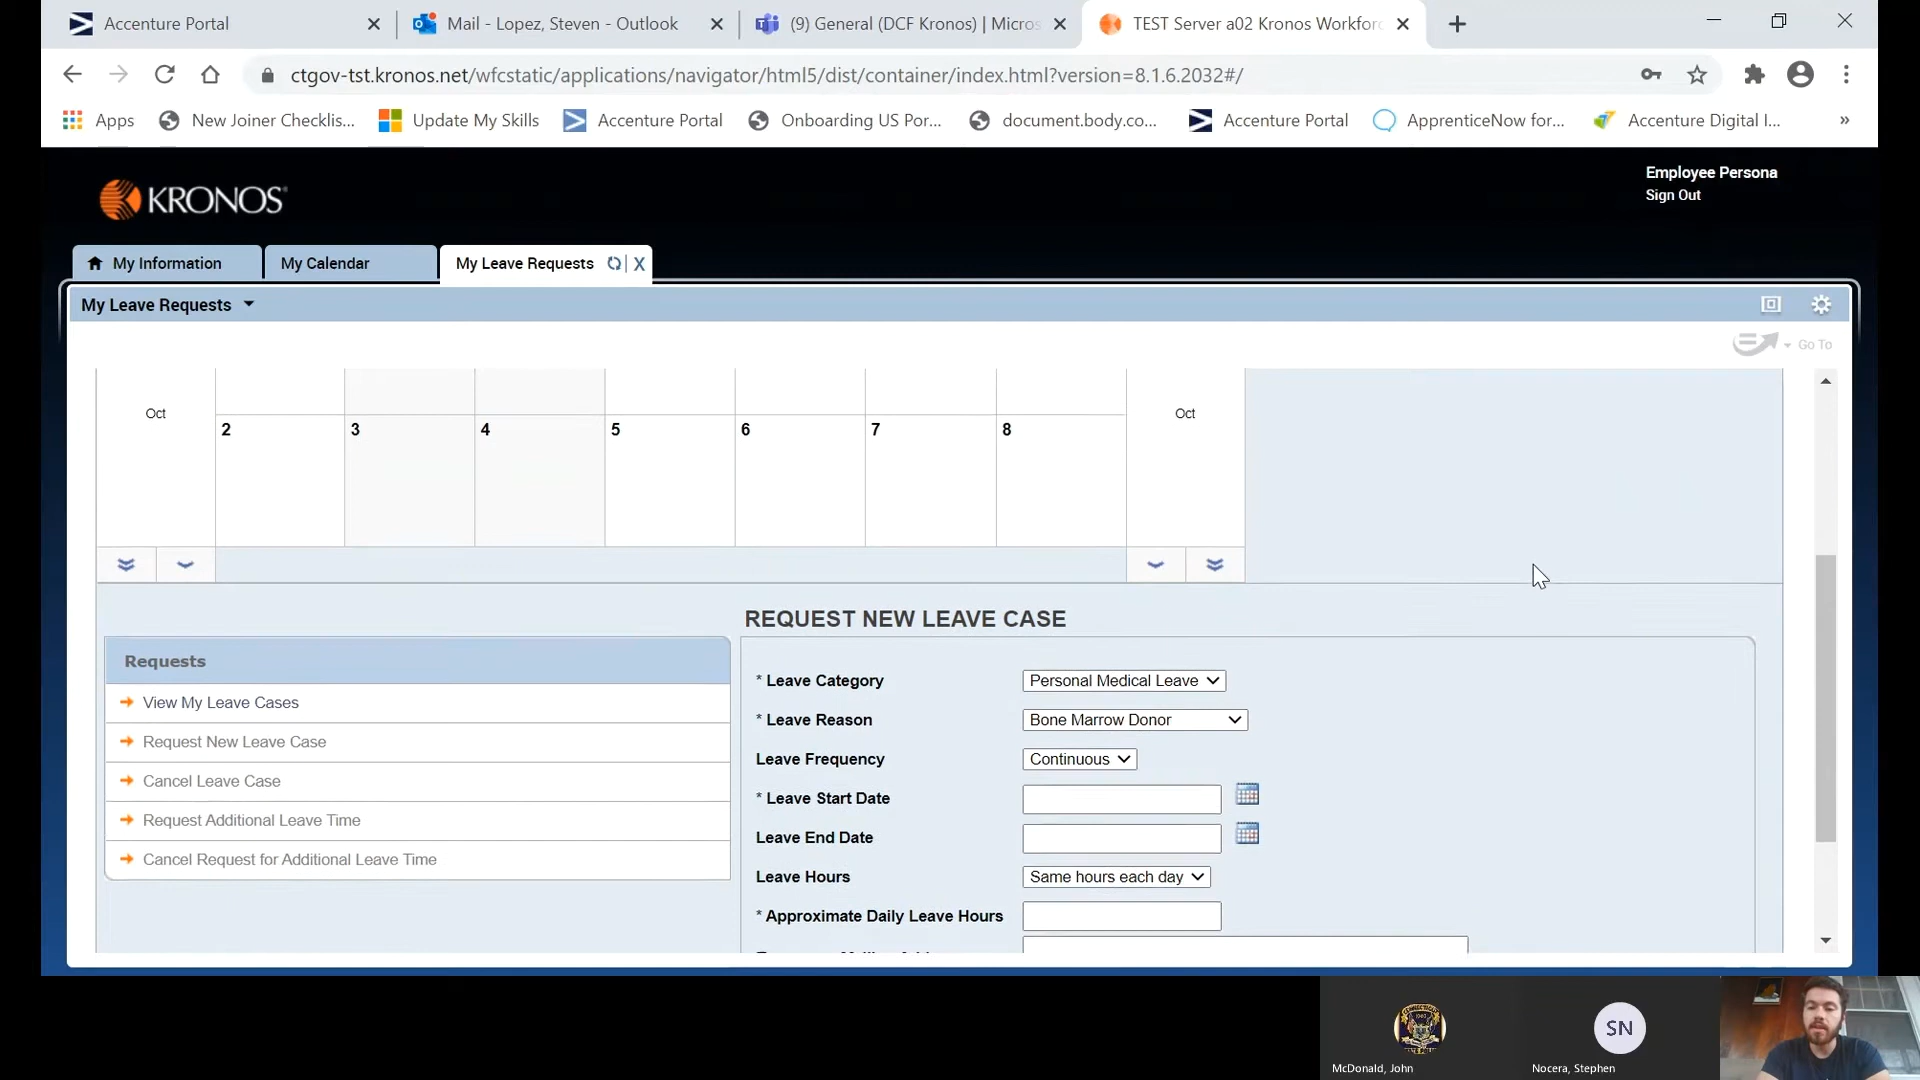 Accenture Portal
Mail - Lopez, Steven - Outlook
(9) General (DCF Kronos) | Micros
TEST Server a02 Kronos Workforc
ctgov-tst.kronos.net/wfcstatic/applications/navigator/html5/dist/container/index.html?version=8.1.6.2032#/
Apps
New Joiner Checklis...
Update My Skills
Accenture Portal
Onboarding US Por...
document.body.co...
Accenture Portal
ApprenticeNow for...
Accenture Digital I...
»
KRONOS
Employee Persona
Sign Out
My Information
My Calendar
My Leave Requests
X
My Leave Requests
Go To
Oct
2
3
4
5
6
7
8
Oct
REQUEST NEW LEAVE CASE
Requests
View My Leave Cases
Request New Leave Case
Cancel Leave Case
Request Additional Leave Time
Cancel Request for Additional Leave Time
* Leave Category
Personal Medical Leave
* Leave Reason
Bone Marrow Donor
Leave Frequency
Continuous
* Leave Start Date
Leave End Date
Leave Hours
Same hours each day
* Approximate Daily Leave Hours
McDonald, John
SN
Nocera, Stephen